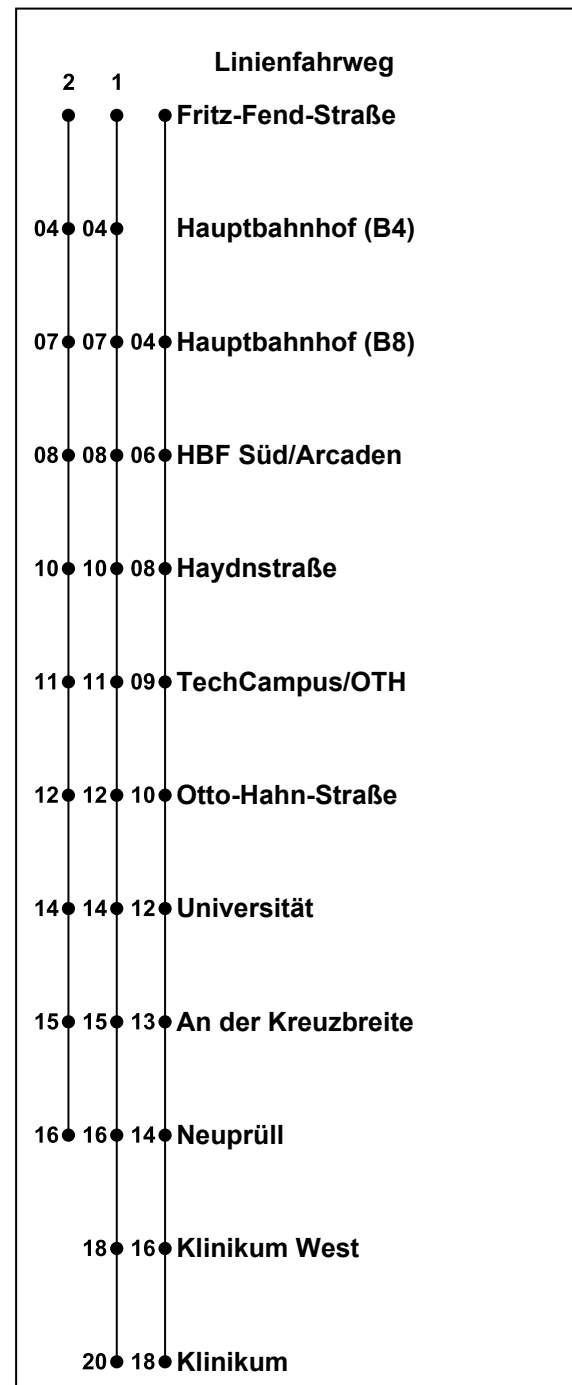 Linienfahrweg
2 1
Fritz-Fend-Straße
04 04 Hauptbahnhof (B4)
07 07 04 Hauptbahnhof (B8)
08 08 06 HBF Süd/Arcaden
10 10 08 Haydnstraße
11 11 09 TechCampus/OTH
12 12 10 Otto-Hahn-Straße
14 14 12 Universität
15 15 13 An der Kreuzbreite
16 16 14 Neuprüll
18 16 Klinikum West
20 18 Klinikum